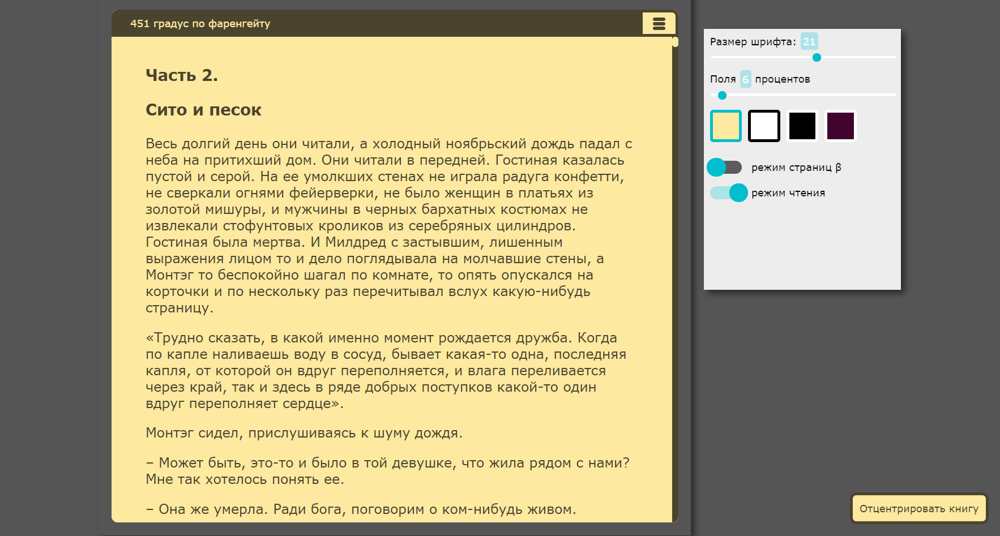 451 градус по фаренгейту
Часть 2.
Сито и песок
Весь долгий день они читали, а холодный ноябрьский дождь падал с
неба на притихший дом. Они читали в передней. Гостиная казалась
пустой и серой. На ее умолкших стенах не играла радуга конфетти,
не сверкали огнями фейерверки, не было женщин в платьях из
золотой мишуры, и мужчины в черных бархатных костюмах не
извлекали стофунтовых кроликов из серебряных цилиндров.
Гостиная была мертва. И Милдред с застывшим, лишенным
выражения лицом то и дело поглядывала на молчавшие стены, а
Монтэг то беспокойно шагал по комнате, то опять опускался на
корточки и по нескольку раз перечитывал вслух какую-нибудь
страницу.
«Трудно сказать, в какой именно момент рождается дружба. Когда
по капле наливаешь воду в сосуд, бывает какая-то одна, последняя
капля, от которой он вдруг переполняется, и влага переливается
через край, так и здесь в ряде добрых поступков какой-то один
вдруг переполняет сердце».
Монтэг сидел, прислушиваясь к шуму дождя.
– Может быть, это-то и было в той девушке, что жила рядом с нами?
Мне так хотелось понять ее.
– Она же умерла. Ради бога, поговорим о ком-нибудь живом.
Размер шрифта: 21
Поля 6 процентов
режим страниц β
режим чтения
Отцентрировать книгу